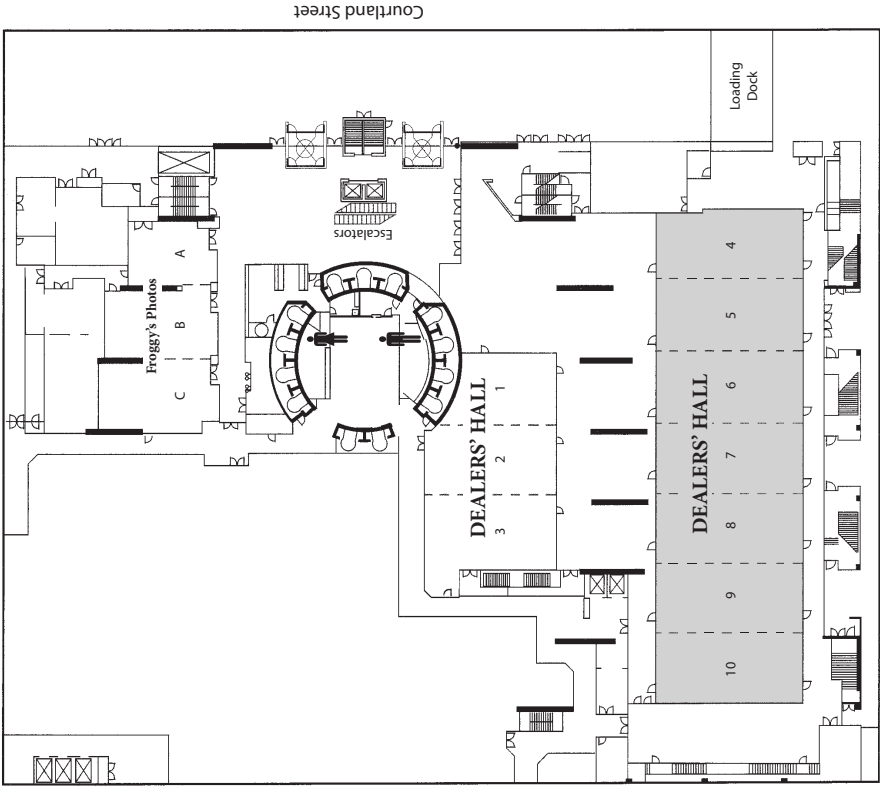 Courtland Street
Loading
Dock
Escalators
Froggy's Photos
A
B
C
DEALERS' HALL
1
2
3
DEALERS' HALL
4
5
6
7
8
9
10